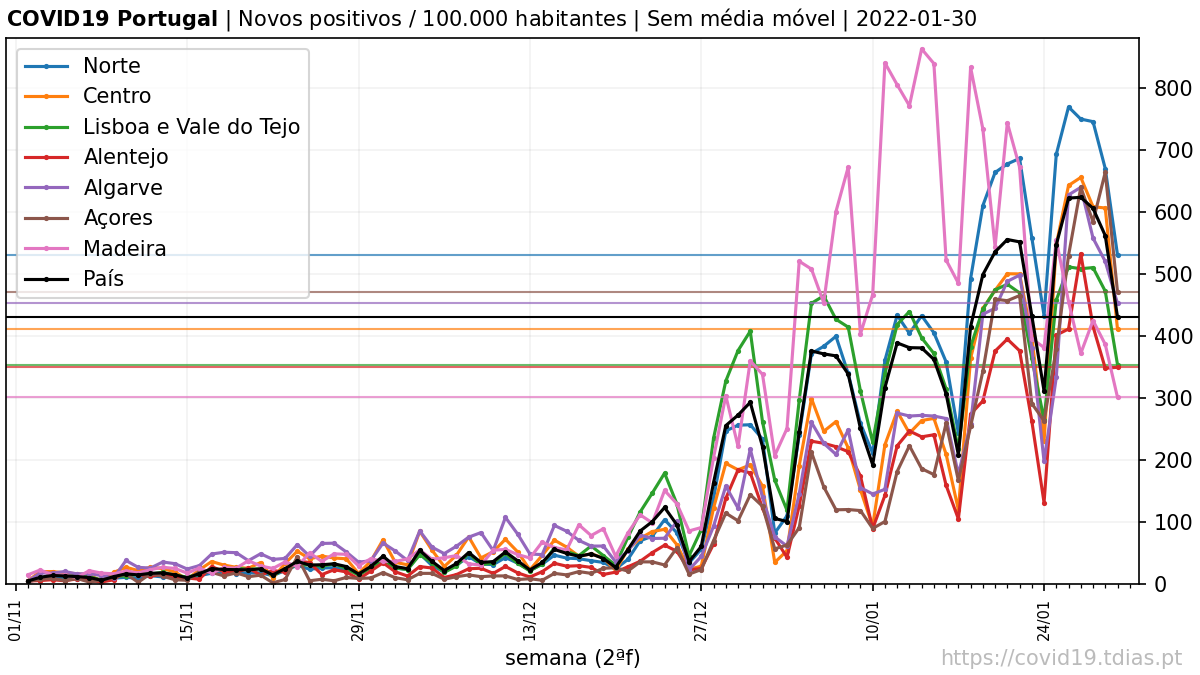 COVID19 Portugal | Novos positivos / 100.000 habitantes | Sem média móvel | 2022-01-30
Norte
Centro
Lisboa e Vale do Tejo
Alentejo
Algarve
Açores
Madeira
País
800
700
600
500
400
300
200
100
0
01/11
15/11
29/11
13/12
27/12
10/01
24/01
semana (2ªf)
https://covid19.tdias.pt